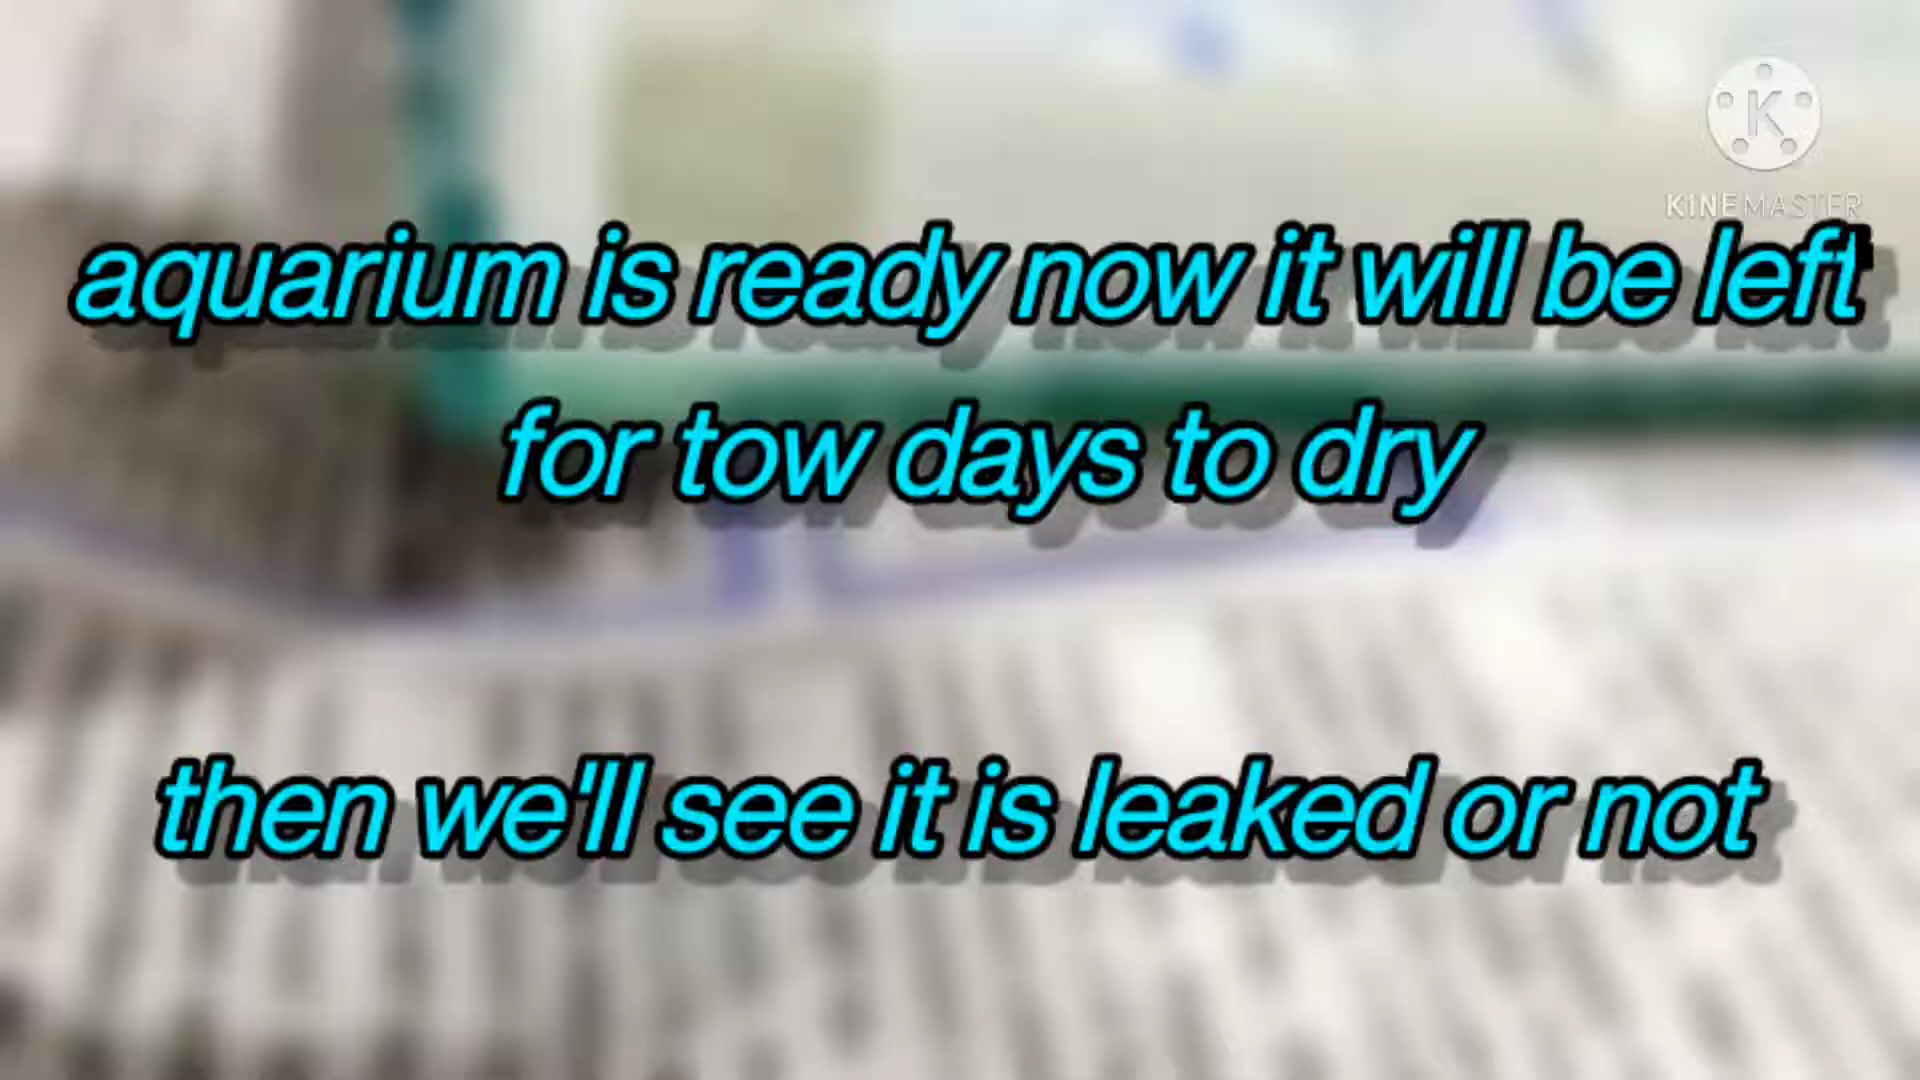 K
KINEMASTER
aquarium is ready now it will be left
for tow days to dry
then we'll see it is leaked or not